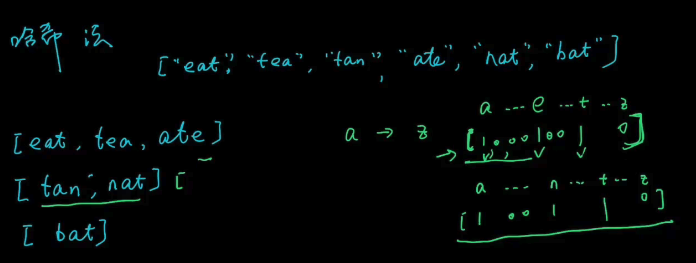 哈希法
["eat", "tea", "tan", "ate", "nat", "bat"]
[eat, tea, ate]
[tan, nat] [
[bat]
a → z
a ... e ... t .. z
→ [1 0 0 0 1 0 0 1 0]
a ... n ... t ... z
[1 0 0 1 1 0]